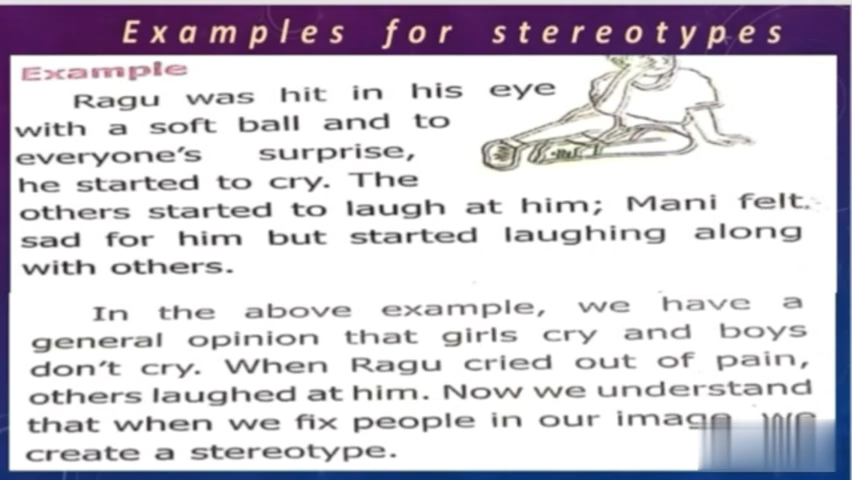 Examples for stereotypes
Example
Ragu was hit in his eye
with a soft ball and to
everyone's surprise,
he started to cry. The
others started to laugh at him; Mani felt
sad for him but started laughing along
with others.
In the above example, we have a
general opinion that girls cry and boys
don't cry. When Ragu cried out of pain,
others laughed at him. Now we understand
that when we fix people in our image we
create a stereotype.